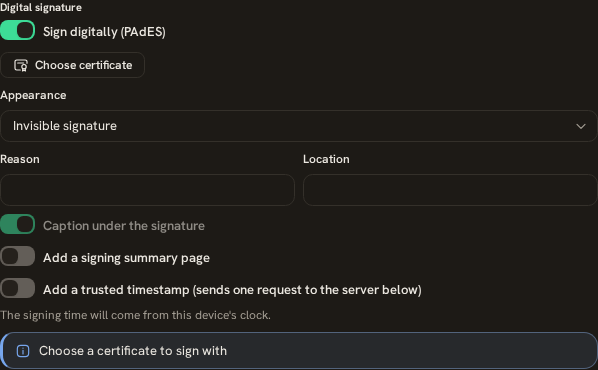 Digital signature
Sign digitally (PAdES)
Choose certificate
Appearance
Invisible signature
Reason
Location
Caption under the signature
Add a signing summary page
Add a trusted timestamp (sends one request to the server below)
The signing time will come from this device's clock.
Choose a certificate to sign with